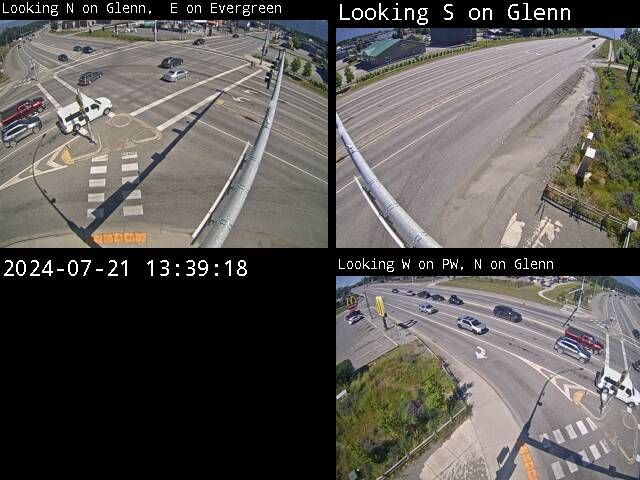 Looking N on Glenn,  E on Evergreen
Looking S on Glenn
2024-07-21 13:39:18
Looking W on PW, N on Glenn